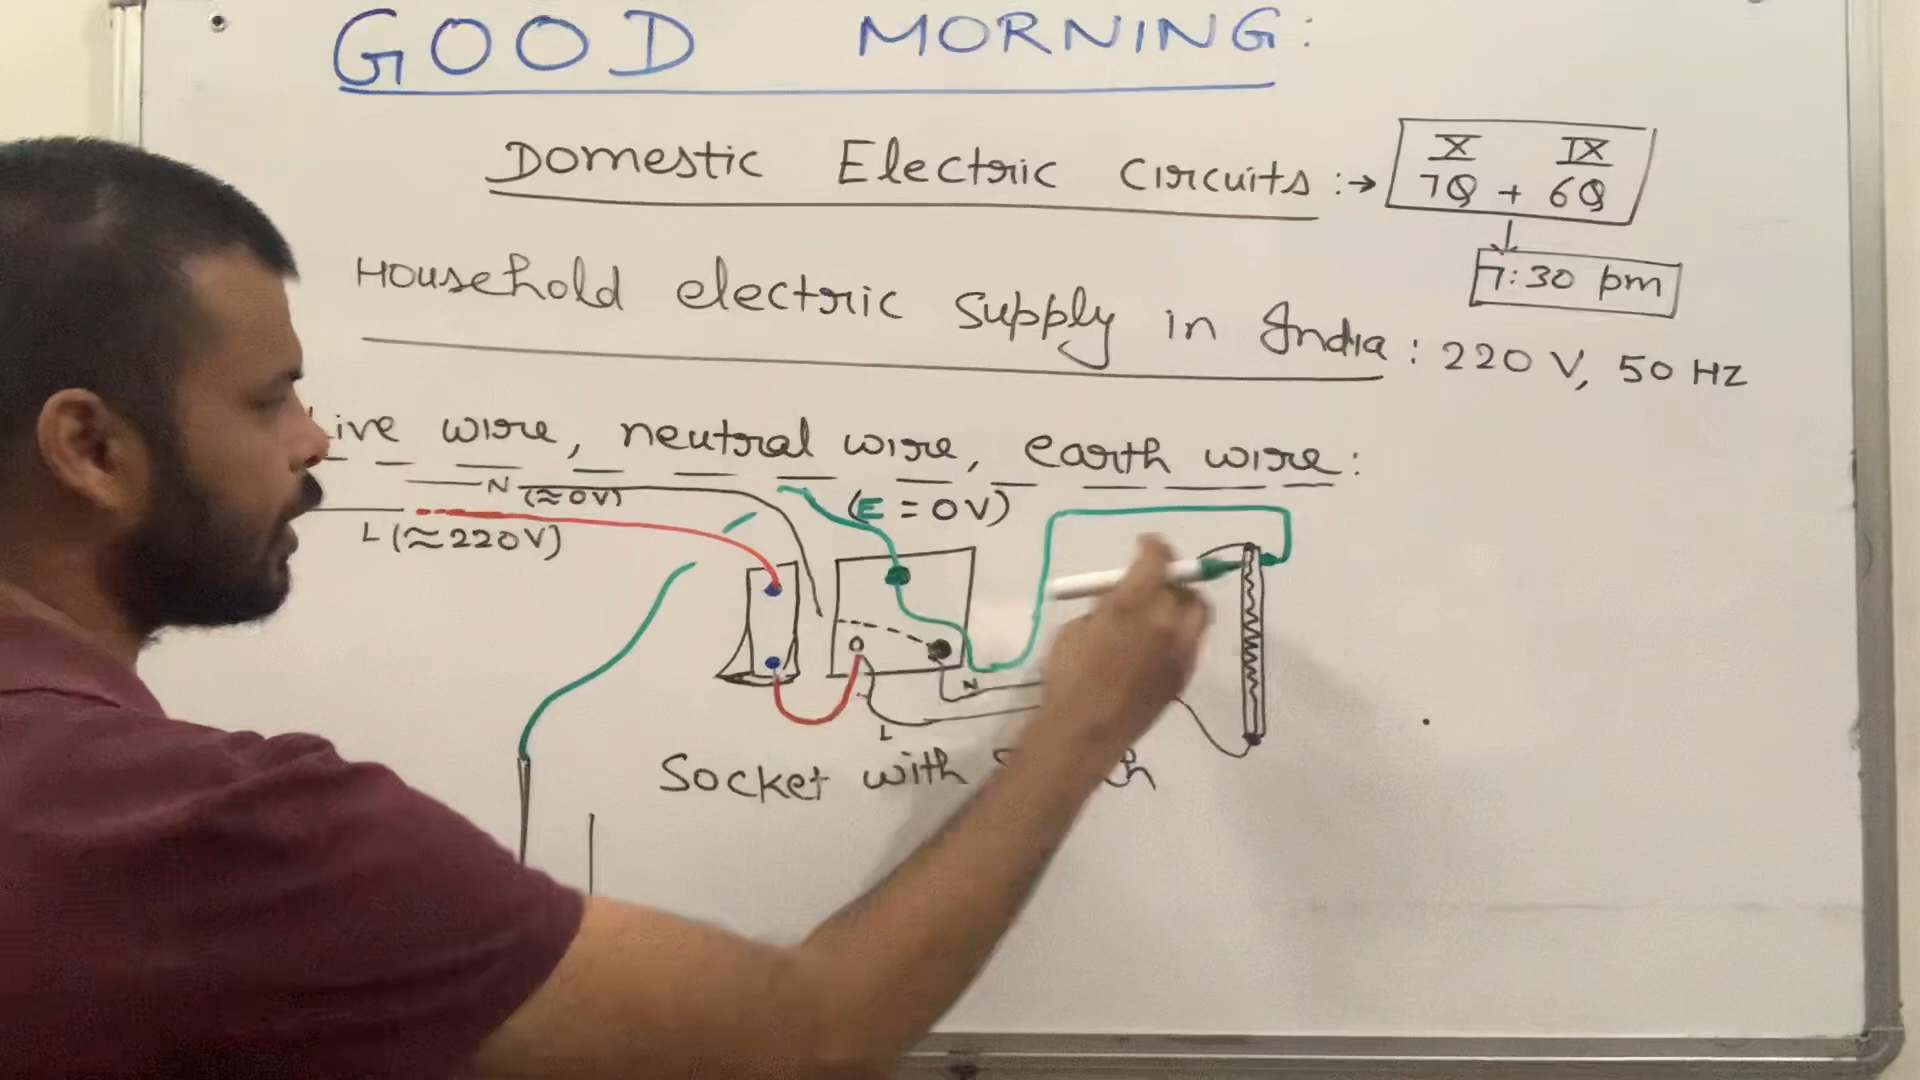 GOOD MORNING:
Domestic Electric Circuits :→
X IX
7Q + 6Q
7:30 pm
Household electric supply in India : 220 V, 50 HZ
Live wire, neutral wire, earth wire :
N (≈0V)
(E = 0V)
L (≈220V)
N
L
Socket with